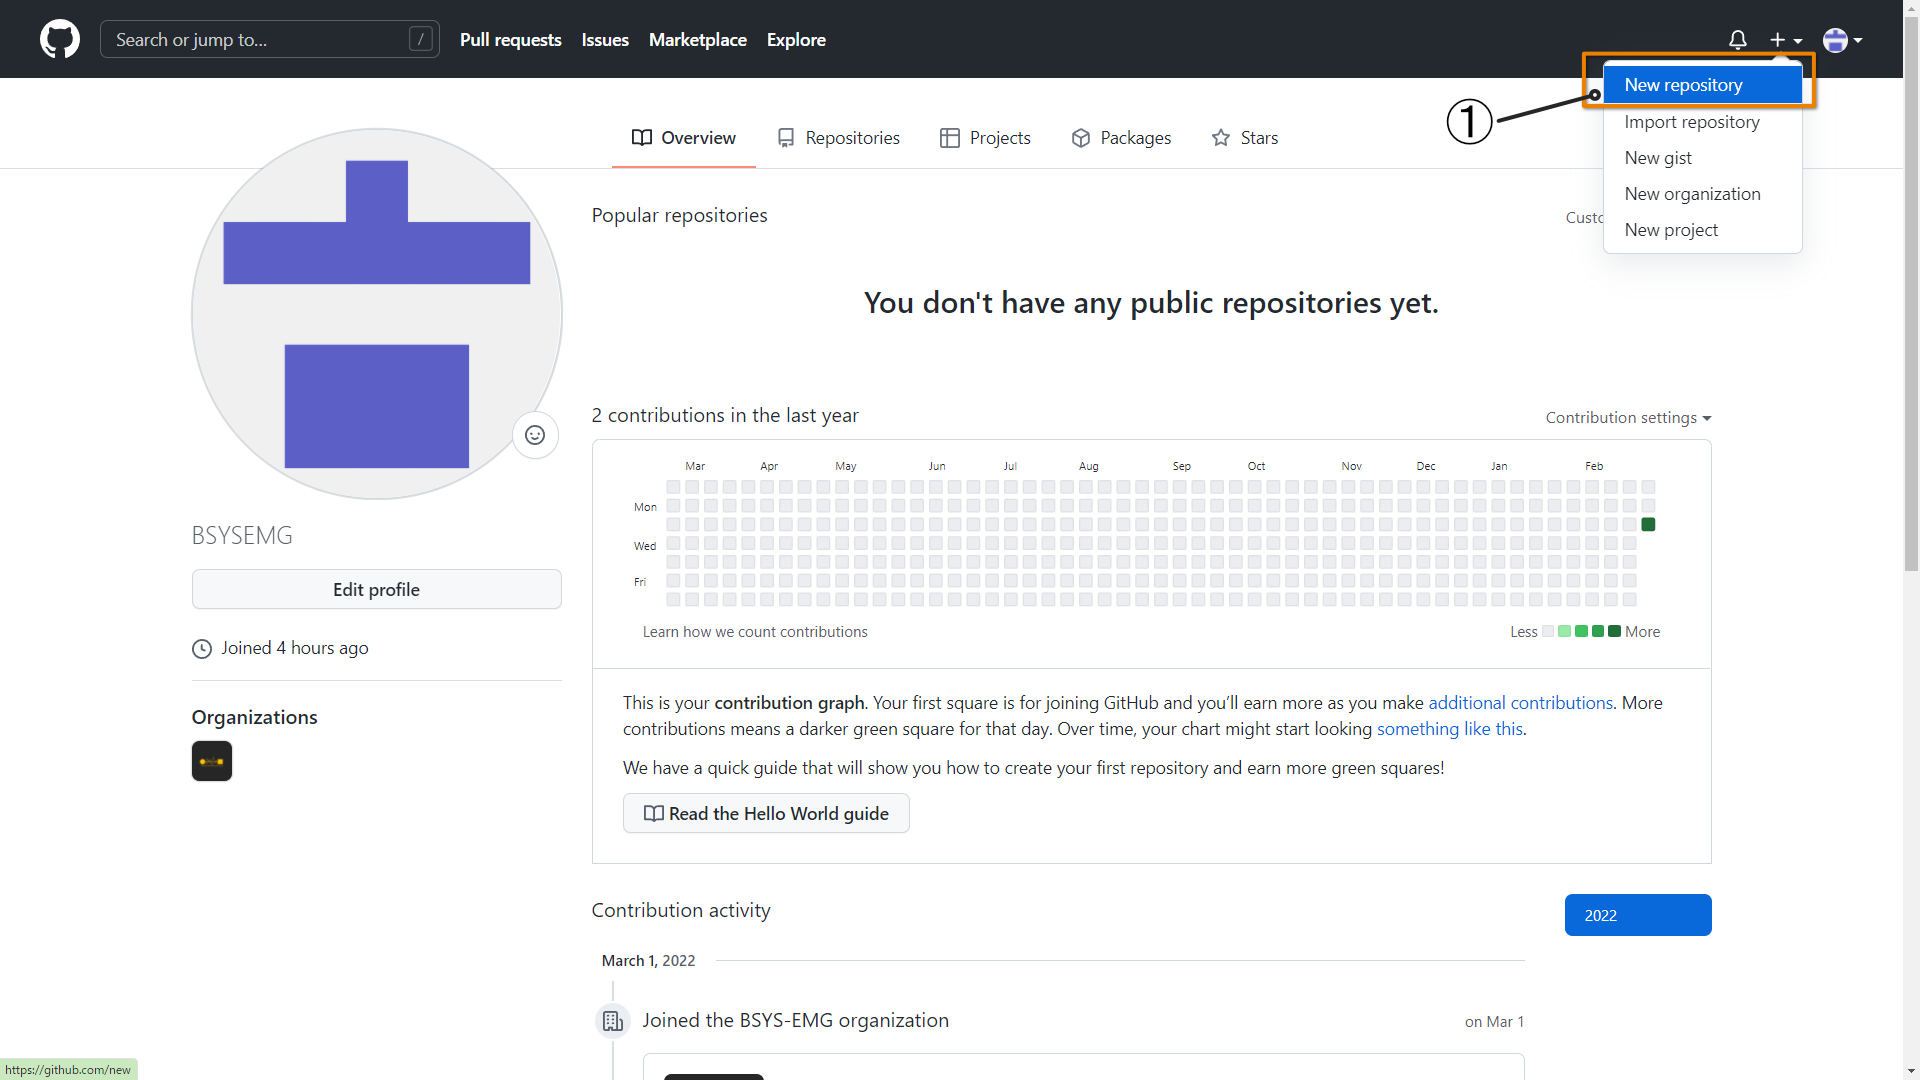 Search or jump to...
/
Pull requests
Issues
Marketplace
Explore
1
New repository
Import repository
New gist
New organization
New project
Overview
Repositories
Projects
Packages
Stars
Popular repositories
Custo
You don't have any public repositories yet.
2 contributions in the last year
Contribution settings
Mar Apr May Jun Jul Aug Sep Oct Nov Dec Jan Feb
Mon
Wed
Fri
Learn how we count contributions
Less
More
This is your contribution graph. Your first square is for joining GitHub and you’ll earn more as you make additional contributions. More
contributions means a darker green square for that day. Over time, your chart might start looking something like this.
We have a quick guide that will show you how to create your first repository and earn more green squares!
Read the Hello World guide
BSYSEMG
Edit profile
Joined 4 hours ago
Organizations
Contribution activity
2022
March 1, 2022
Joined the BSYS-EMG organization
on Mar 1
https://github.com/new